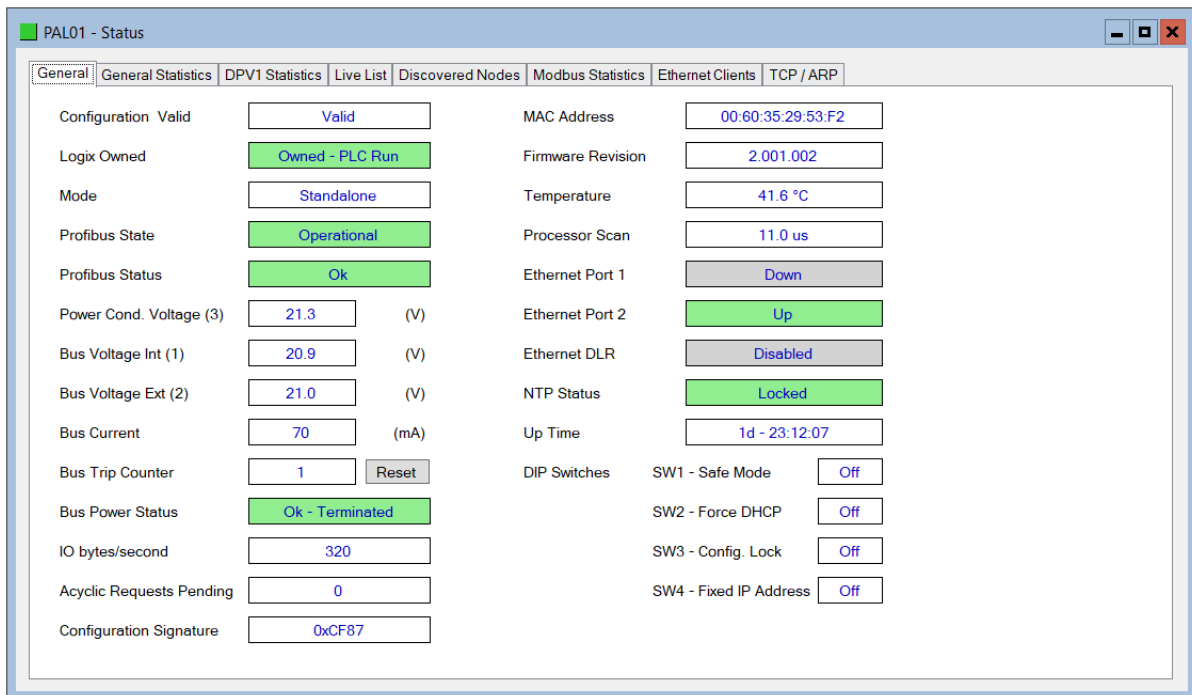 PAL01 - Status
General General Statistics DPV1 Statistics Live List Discovered Nodes Modbus Statistics Ethernet Clients TCP / ARP
Configuration Valid Valid
Logix Owned Owned - PLC Run
Mode Standalone
Profibus State Operational
Profibus Status Ok
Power Cond. Voltage (3) 21.3 (V)
Bus Voltage Int (1) 20.9 (V)
Bus Voltage Ext (2) 21.0 (V)
Bus Current 70 (mA)
Bus Trip Counter 1 Reset
Bus Power Status Ok - Terminated
IO bytes/second 320
Acyclic Requests Pending 0
Configuration Signature 0xCF87
MAC Address 00:60:35:29:53:F2
Firmware Revision 2.001.002
Temperature 41.6 °C
Processor Scan 11.0 us
Ethernet Port 1 Down
Ethernet Port 2 Up
Ethernet DLR Disabled
NTP Status Locked
Up Time 1d - 23:12:07
DIP Switches SW1 - Safe Mode Off
SW2 - Force DHCP Off
SW3 - Config. Lock Off
SW4 - Fixed IP Address Off